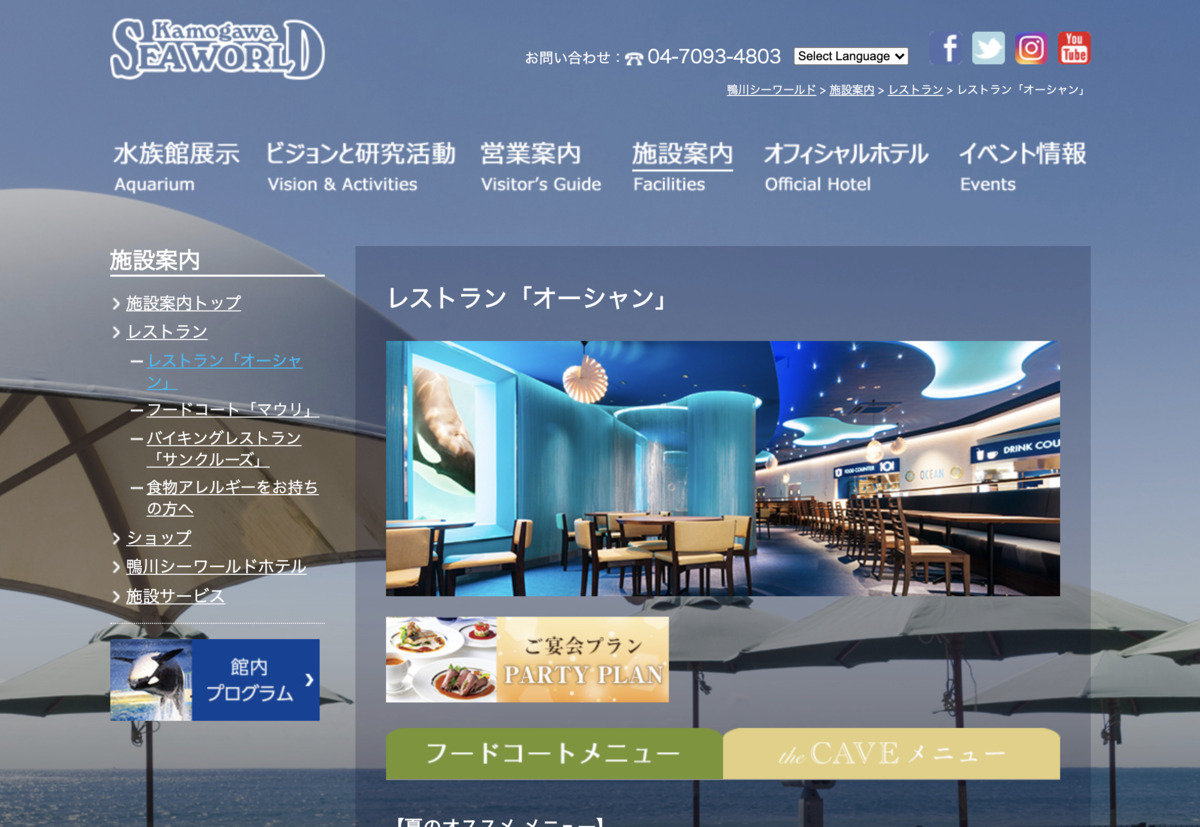 Kamogawa
SEAWORLD
お問い合わせ：04-7093-4803
Select Language
You
Tube
鴨川シーワールド > 施設案内 > レストラン > レストラン「オーシャン」
水族館展示 ビジョンと研究活動 営業案内 施設案内 オフィシャルホテル イベント情報
Aquarium Vision & Activities Visitor's Guide Facilities Official Hotel Events
施設案内
施設案内トップ
レストラン
レストラン「オーシャ
ン」
フードコート「マウリ」
バイキングレストラン
「サンクルーズ」
食物アレルギーをお持ち
の方へ
ショップ
鴨川シーワールドホテル
施設サービス
館内
プログラム
レストラン「オーシャン」
FOOD COUNTER
OCEAN
DRINK COU
ご宴会プラン
PARTY PLAN
フードコートメニュー
the CAVE メニュー
【夏のオススメ メニュー】